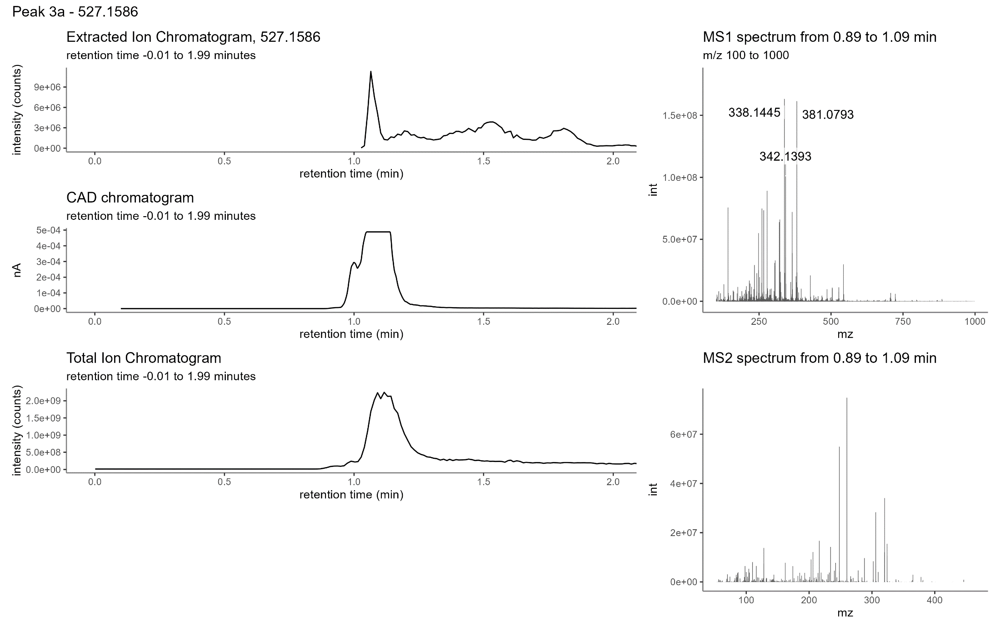 Peak 3a - 527.1586
Extracted Ion Chromatogram, 527.1586
retention time -0.01 to 1.99 minutes
intensity (counts)
9e+06
6e+06
3e+06
0e+00
0.0 0.5 1.0 1.5 2.0
retention time (min)
CAD chromatogram
retention time -0.01 to 1.99 minutes
nA
5e-04
4e-04
3e-04
2e-04
1e-04
0e+00
0.0 0.5 1.0 1.5 2.0
retention time (min)
Total Ion Chromatogram
retention time -0.01 to 1.99 minutes
intensity (counts)
2.0e+09
1.5e+09
1.0e+09
5.0e+08
0.0e+00
0.0 0.5 1.0 1.5 2.0
retention time (min)
MS1 spectrum from 0.89 to 1.09 min
m/z 100 to 1000
int
1.5e+08
1.0e+08
5.0e+07
0.0e+00
338.1445 381.0793
342.1393
250 500 750 1000
mz
MS2 spectrum from 0.89 to 1.09 min
int
6e+07
4e+07
2e+07
0e+00
100 200 300 400
mz